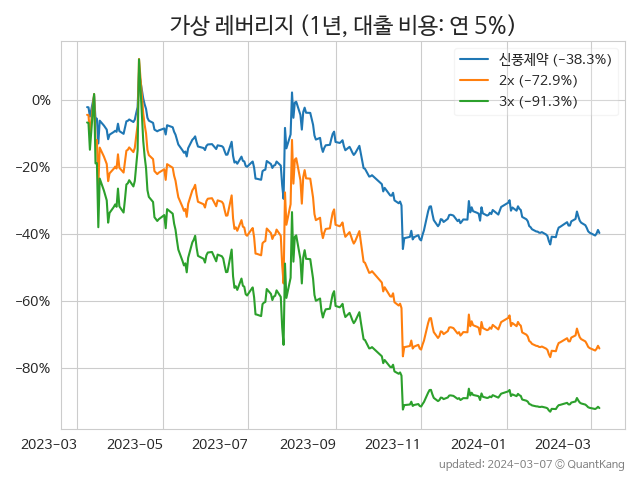 가상 레버리지 (1년, 대출 비용: 연 5%)
신풍제약 (−38.3%)
2x (−72.9%)
3x (−91.3%)
0%
−20%
−40%
−60%
−80%
2023−03 2023−05 2023−07 2023−09 2023−11 2024−01 2024−03
updated: 2024−03−07 © QuantKang